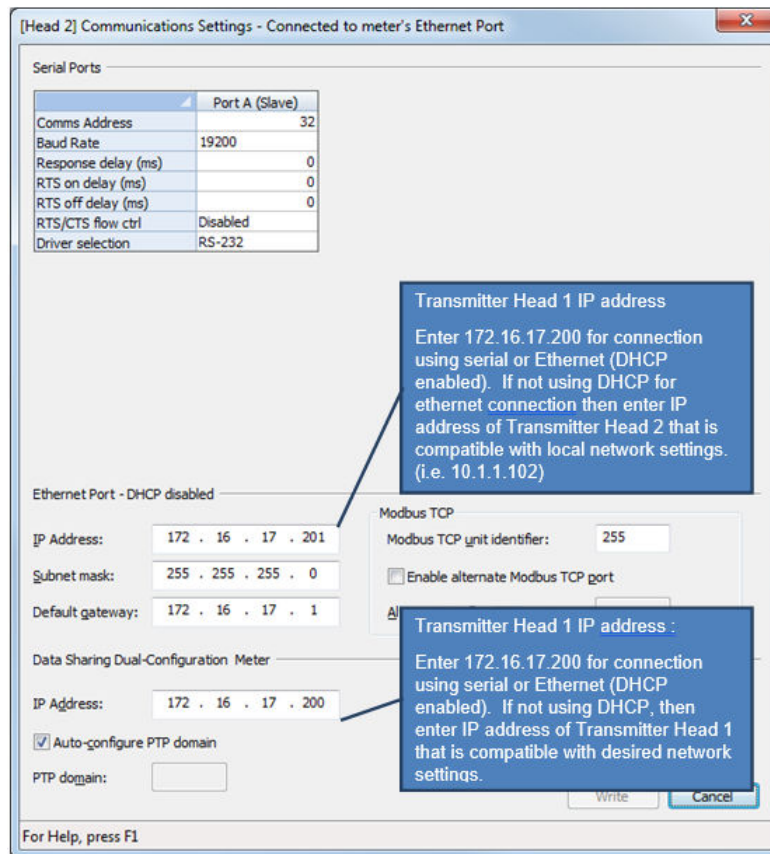 [Head 2] Communications Settings - Connected to meter's Ethernet Port
Serial Ports
Port A (Slave)
Comms Address 32
Baud Rate 19200
Response delay (ms) 0
RTS on delay (ms) 0
RTS off delay (ms) 0
RTS/CTS flow ctrl Disabled
Driver selection RS-232
Transmitter Head 1 IP address
Enter 172.16.17.200 for connection
using serial or Ethernet (DHCP
enabled). If not using DHCP for
ethernet connection then enter IP
address of Transmitter Head 2 that is
compatible with local network settings.
(i.e. 10.1.1.102)
Ethernet Port - DHCP disabled
IP Address: 172 . 16 . 17 . 201
Subnet mask: 255 . 255 . 255 . 0
Default gateway: 172 . 16 . 17 . 1
Modbus TCP
Modbus TCP unit identifier: 255
Enable alternate Modbus TCP port
Transmitter Head 1 IP address :
Enter 172.16.17.200 for connection
using serial or Ethernet (DHCP
enabled). If not using DHCP, then
enter IP address of Transmitter Head 1
that is compatible with desired network
settings.
Data Sharing Dual-Configuration Meter
IP Address: 172 . 16 . 17 . 200
Auto-configure PTP domain
PTP domain:
Write Cancel
For Help, press F1